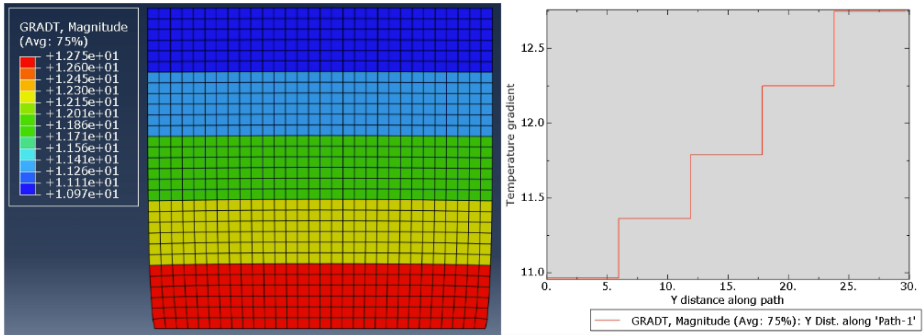 GRADT, Magnitude
(Avg: 75%)
+1.275e+01
+1.260e+01
+1.245e+01
+1.230e+01
+1.215e+01
+1.201e+01
+1.186e+01
+1.171e+01
+1.156e+01
+1.141e+01
+1.126e+01
+1.111e+01
+1.097e+01
Temperature gradient
12.5
12.0
11.5
11.0
0.
5.
10.
15.
20.
25.
30.
Y distance along path
GRADT, Magnitude (Avg: 75%): Y Dist. along 'Path-1'